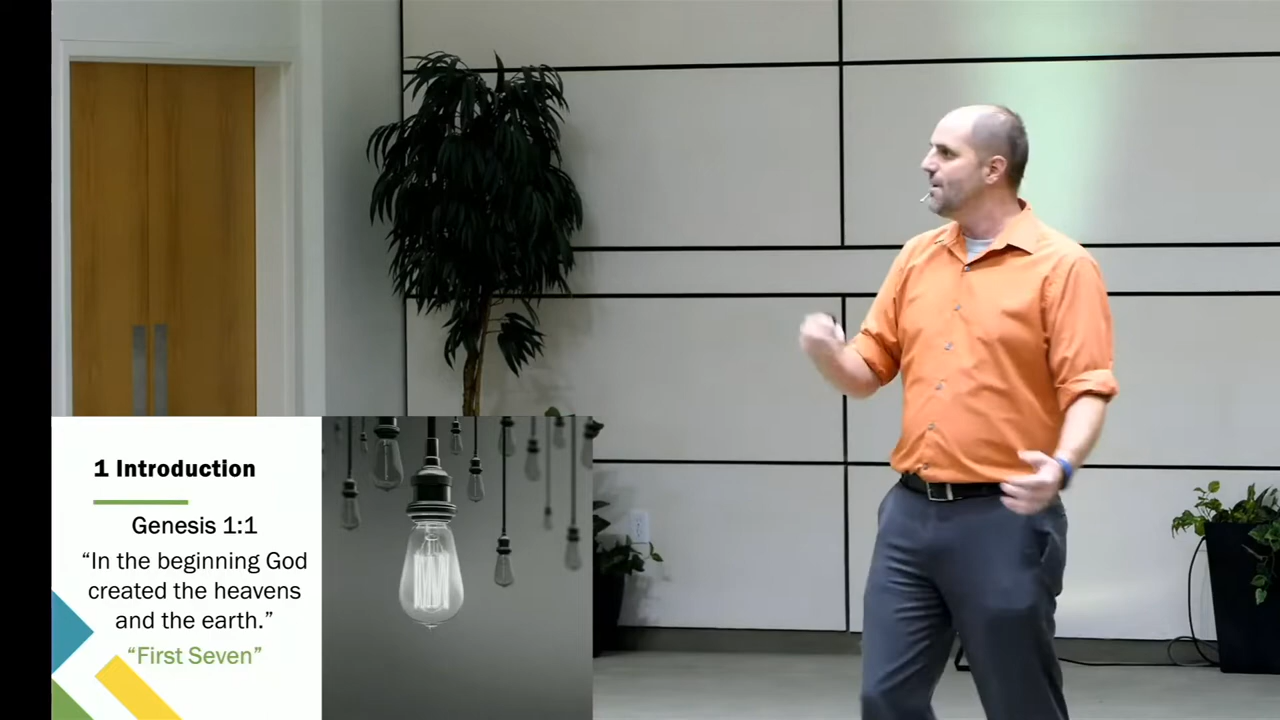 1 Introduction
Genesis 1:1
“In the beginning God
created the heavens
and the earth.”
“First Seven”